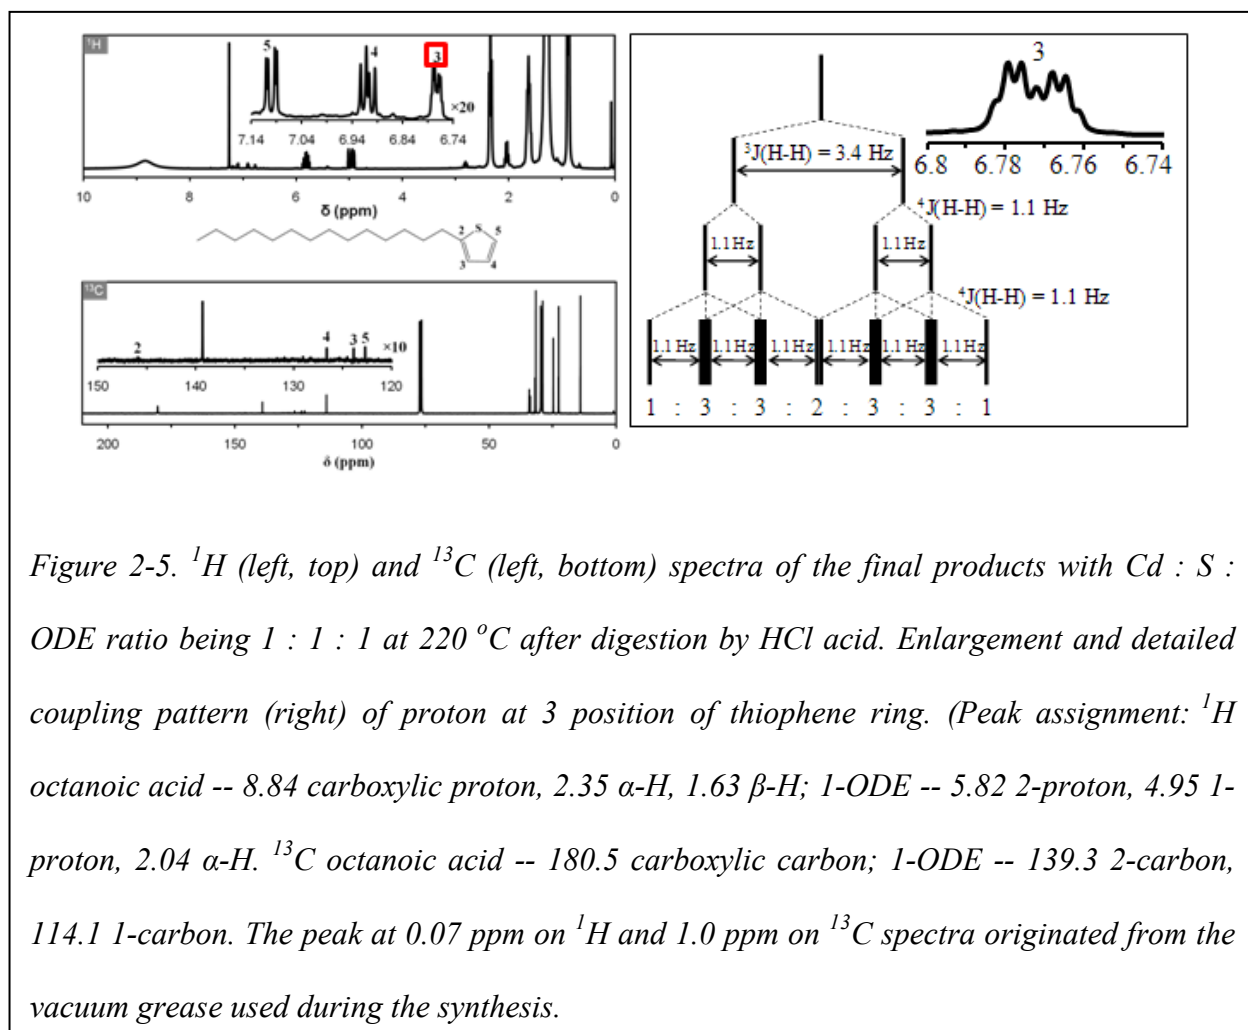 ¹H
5
4
3
×20
7.14 7.04 6.94 6.84 6.74
10 8 6 4 2 0
δ (ppm)
2 S 5
3 4
¹³C
2
4 3 5
×10
150 140 130 120
200 150 100 50 0
δ (ppm)
3
6.8 6.78 6.76 6.74
³J(H-H) = 3.4 Hz
⁴J(H-H) = 1.1 Hz
1.1 Hz 1.1 Hz
⁴J(H-H) = 1.1 Hz
1.1 Hz 1.1 Hz 1.1 Hz 1.1 Hz 1.1 Hz 1.1 Hz
1 : 3 : 3 : 2 : 3 : 3 : 1
Figure 2-5. ¹H (left, top) and ¹³C (left, bottom) spectra of the final products with Cd : S :
ODE ratio being 1 : 1 : 1 at 220 ᵒC after digestion by HCl acid. Enlargement and detailed
coupling pattern (right) of proton at 3 position of thiophene ring. (Peak assignment: ¹H
octanoic acid -- 8.84 carboxylic proton, 2.35 α-H, 1.63 β-H; 1-ODE -- 5.82 2-proton, 4.95 1-
proton, 2.04 α-H. ¹³C octanoic acid -- 180.5 carboxylic carbon; 1-ODE -- 139.3 2-carbon,
114.1 1-carbon. The peak at 0.07 ppm on ¹H and 1.0 ppm on ¹³C spectra originated from the
vacuum grease used during the synthesis.